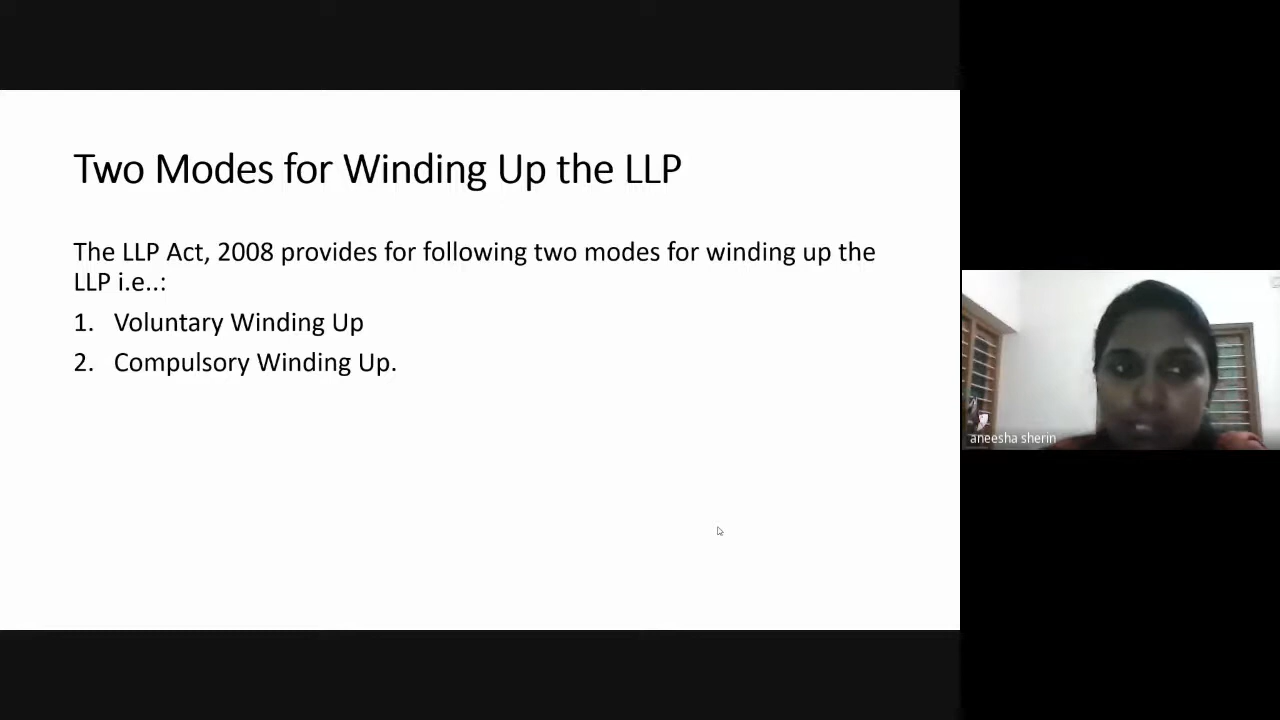 Two Modes for Winding Up the LLP
The LLP Act, 2008 provides for following two modes for winding up the
LLP i.e..:
1. Voluntary Winding Up
2. Compulsory Winding Up.
aneesha sherin